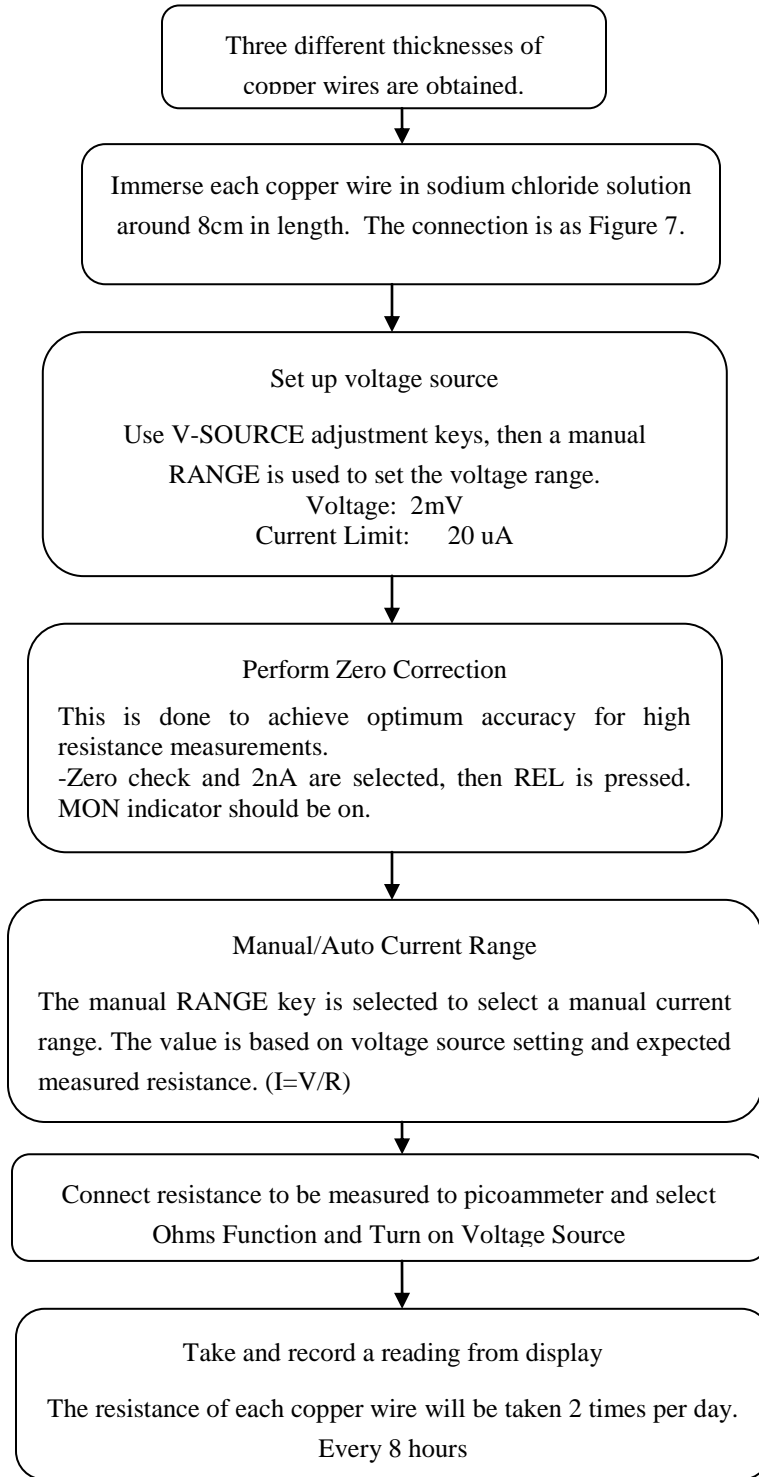 Three different thicknesses of
copper wires are obtained.
Immerse each copper wire in sodium chloride solution
around 8cm in length. The connection is as Figure 7.
Set up voltage source
Use V-SOURCE adjustment keys, then a manual
RANGE is used to set the voltage range.
Voltage: 2mV
Current Limit: 20 uA
Perform Zero Correction
This is done to achieve optimum accuracy for high
resistance measurements.
-Zero check and 2nA are selected, then REL is pressed.
MON indicator should be on.
Manual/Auto Current Range
The manual RANGE key is selected to select a manual current
range. The value is based on voltage source setting and expected
measured resistance. (I=V/R)
Connect resistance to be measured to picoammeter and select
Ohms Function and Turn on Voltage Source
Take and record a reading from display
The resistance of each copper wire will be taken 2 times per day.
Every 8 hours